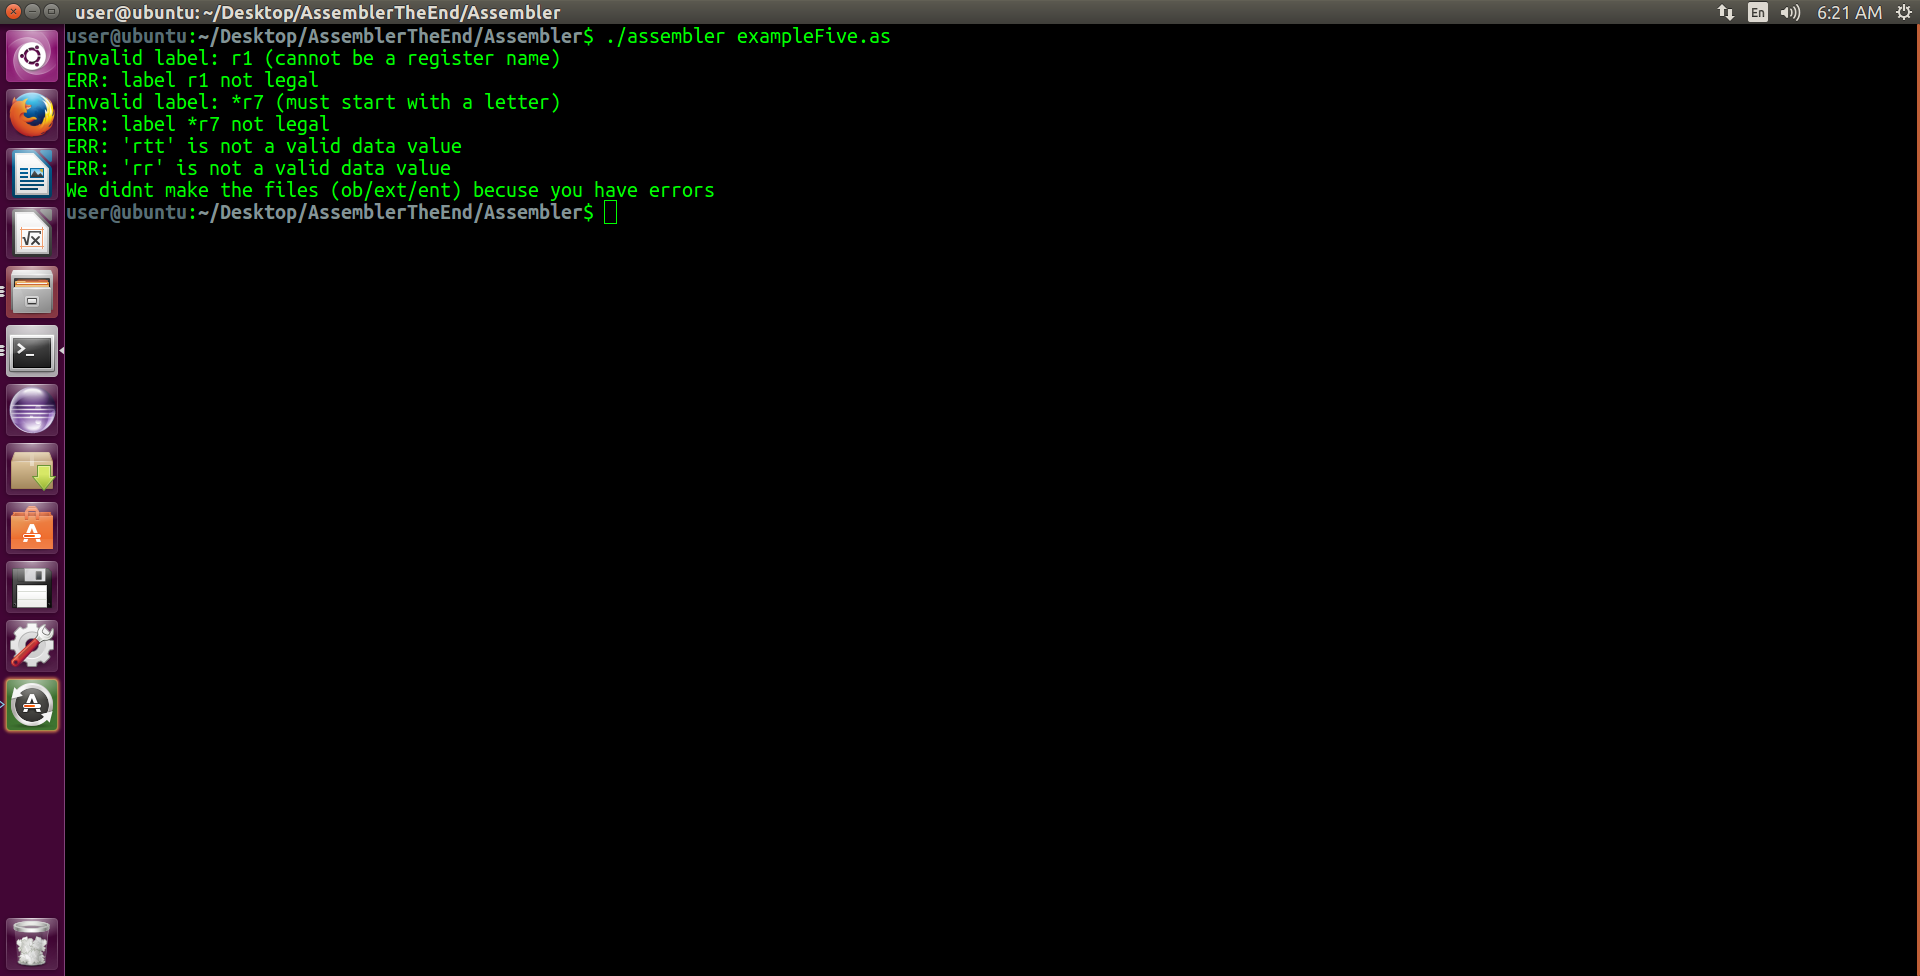 user@ubuntu: ~/Desktop/AssemblerTheEnd/Assembler
En
6:21 AM
user@ubuntu:~/Desktop/AssemblerTheEnd/Assembler$ ./assembler exampleFive.as
Invalid label: r1 (cannot be a register name)
ERR: label r1 not legal
Invalid label: *r7 (must start with a letter)
ERR: label *r7 not legal
ERR: 'rtt' is not a valid data value
ERR: 'rr' is not a valid data value
We didnt make the files (ob/ext/ent) becuse you have errors
user@ubuntu:~/Desktop/AssemblerTheEnd/Assembler$